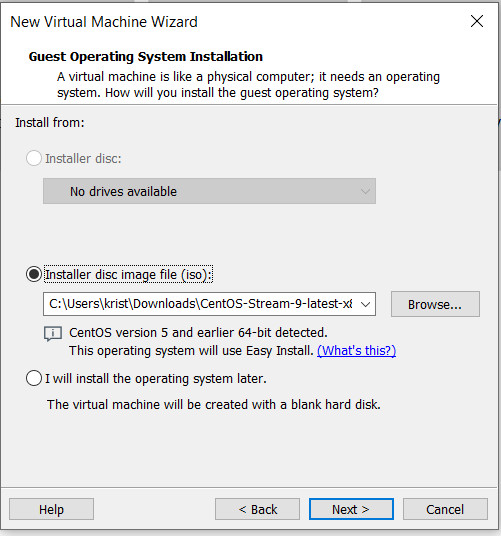 New Virtual Machine Wizard
Guest Operating System Installation
A virtual machine is like a physical computer; it needs an operating
system. How will you install the guest operating system?
Install from:
Installer disc:
No drives available
Installer disc image file (iso):
C:\Users\krist\Downloads\CentOS-Stream-9-latest-x8
Browse...
CentOS version 5 and earlier 64-bit detected.
This operating system will use Easy Install. (What's this?)
I will install the operating system later.
The virtual machine will be created with a blank hard disk.
Help
< Back
Next >
Cancel